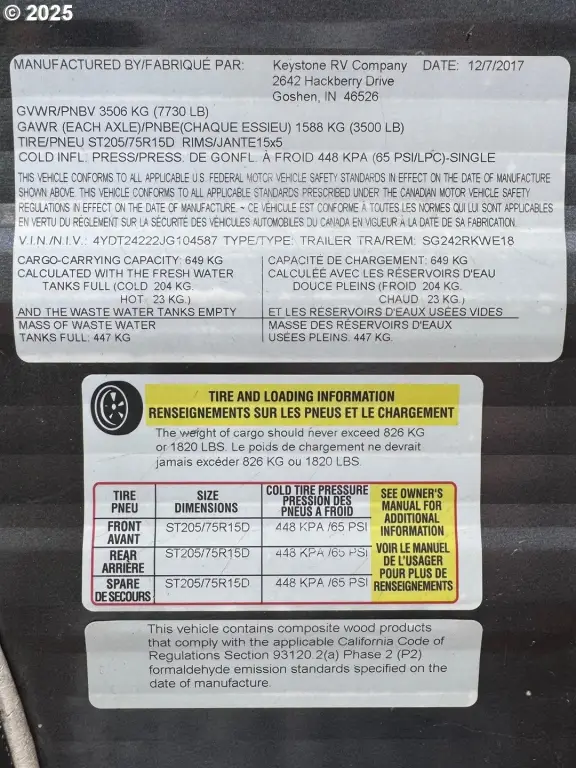 © 2025
MANUFACTURED BY/FABRIQUÉ PAR: Keystone RV Company DATE: 12/7/2017
2642 Hackberry Drive
Goshen, IN 46526
GVWR/PNBV 3506 KG (7730 LB)
GAWR (EACH AXLE)/PNBE(CHAQUE ESSIEU) 1588 KG (3500 LB)
TIRE/PNEU ST205/75R15D RIMS/JANTE15x5
COLD INFL. PRESS/PRESS. DE GONFL. À FROID 448 KPA (65 PSI/LPC)-SINGLE
THIS VEHICLE CONFORMS TO ALL APPLICABLE U.S. FEDERAL MOTOR VEHICLE SAFETY STANDARDS IN EFFECT ON THE DATE OF MANUFACTURE
SHOWN ABOVE. THIS VEHICLE CONFORMS TO ALL APPLICABLE STANDARDS PRESCRIBED UNDER THE CANADIAN MOTOR VEHICLE SAFETY
REGULATIONS IN EFFECT ON THE DATE OF MANUFACTURE ~ CE VÉHICULE EST CONFORME À TOUTES LES NORMES QUI LUI SONT APPLICABLES
EN VERTU DU RÈGLEMENT SUR LA SÉCURITÉ DES VÉHICULES AUTOMOBILES DU CANADA EN VIGUEUR À LA DATE DE SA FABRICATION.
V.I.N./N.I.V.: 4YDT24222JG104587 TYPE/TYPE: TRAILER TRA/REM: SG242RKWE18
CARGO-CARRYING CAPACITY: 649 KG
CALCULATED WITH THE FRESH WATER
TANKS FULL (COLD 204 KG.
HOT 23 KG.)
AND THE WASTE WATER TANKS EMPTY
MASS OF WASTE WATER
TANKS FULL: 447 KG
CAPACITÉ DE CHARGEMENT: 649 KG
CALCULÉE AVEC LES RÉSERVOIRS D'EAU
DOUCE PLEINS (FROID 204 KG.
CHAUD 23 KG.)
ET LES RÉSERVOIRS D'EAUX USÉES VIDES
MASSE DES RÉSERVOIRS D'EAUX
USÉES PLEINS: 447 KG
TIRE AND LOADING INFORMATION
RENSEIGNEMENTS SUR LES PNEUS ET LE CHARGEMENT
The weight of cargo should never exceed 826 KG
or 1820 LBS. Le poids de chargement ne devrait
jamais excéder 826 KG ou 1820 LBS.
TIRE
PNEU
SIZE
DIMENSIONS
COLD TIRE PRESSURE
PRESSION DES
PNEUS A FROID
SEE OWNER'S
MANUAL FOR
ADDITIONAL
INFORMATION
VOIR LE MANUEL
DE L'USAGER
POUR PLUS DE
RENSEIGNEMENTS
FRONT
AVANT
ST205/75R15D 448 KPA /65 PSI
REAR
ARRIÈRE
ST205/75R15D 448 KPA /65 PSI
SPARE
DE SECOURS
ST205/75R15D 448 KPA /65 PSI
This vehicle contains composite wood products
that comply with the applicable California Code of
Regulations Section 93120.2(a) Phase 2 (P2)
formaldehyde emission standards specified on the
date of manufacture.